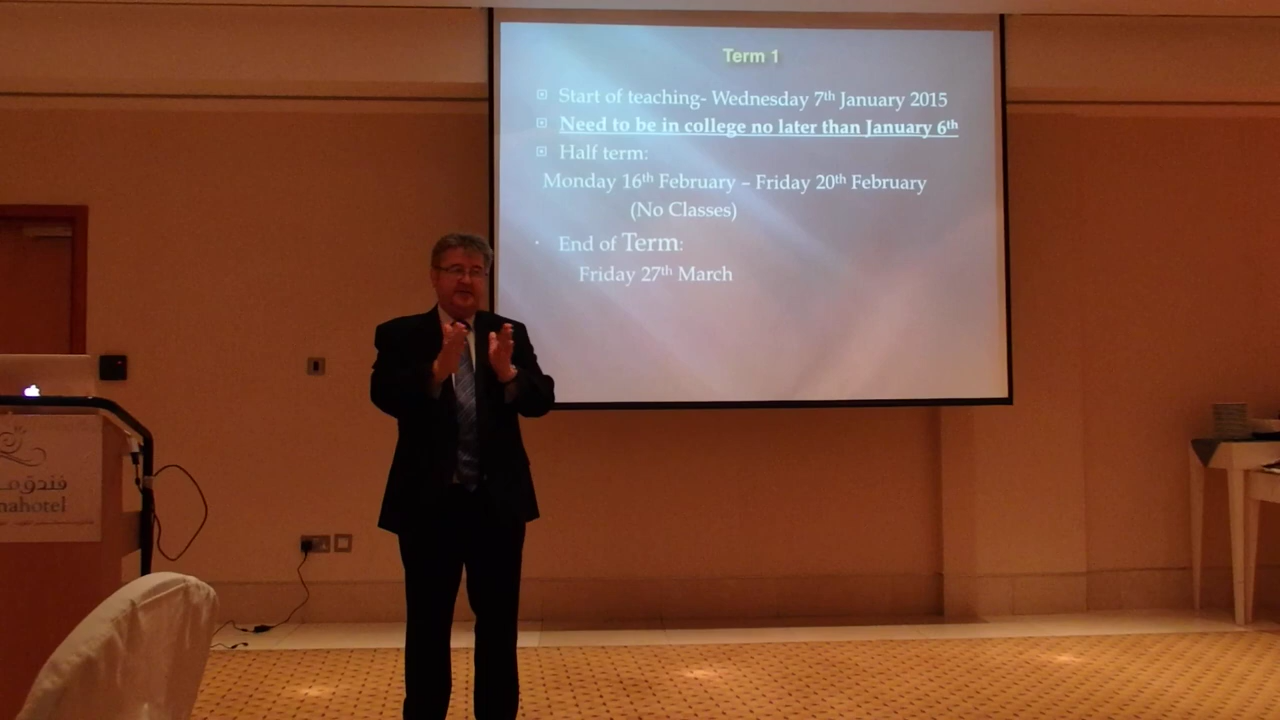 Term 1
Start of teaching- Wednesday 7th January 2015
Need to be in college no later than January 6th
Half term:
Monday 16th February – Friday 20th February
(No Classes)
· End of Term:
Friday 27th March
فندق
hotel